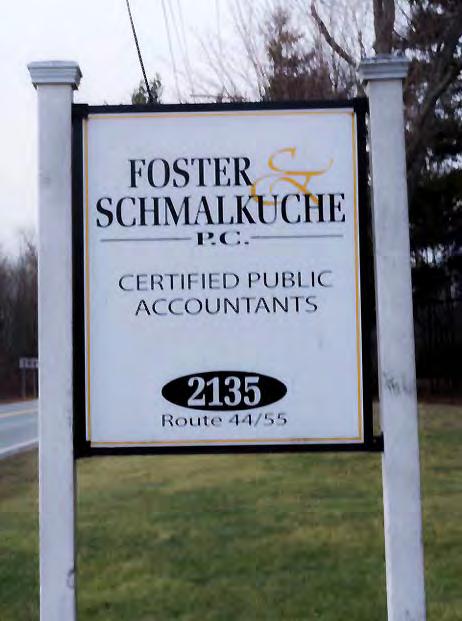 FOSTER &
SCHMALKUCHE
P.C.
CERTIFIED PUBLIC
ACCOUNTANTS
2135
Route 44/55